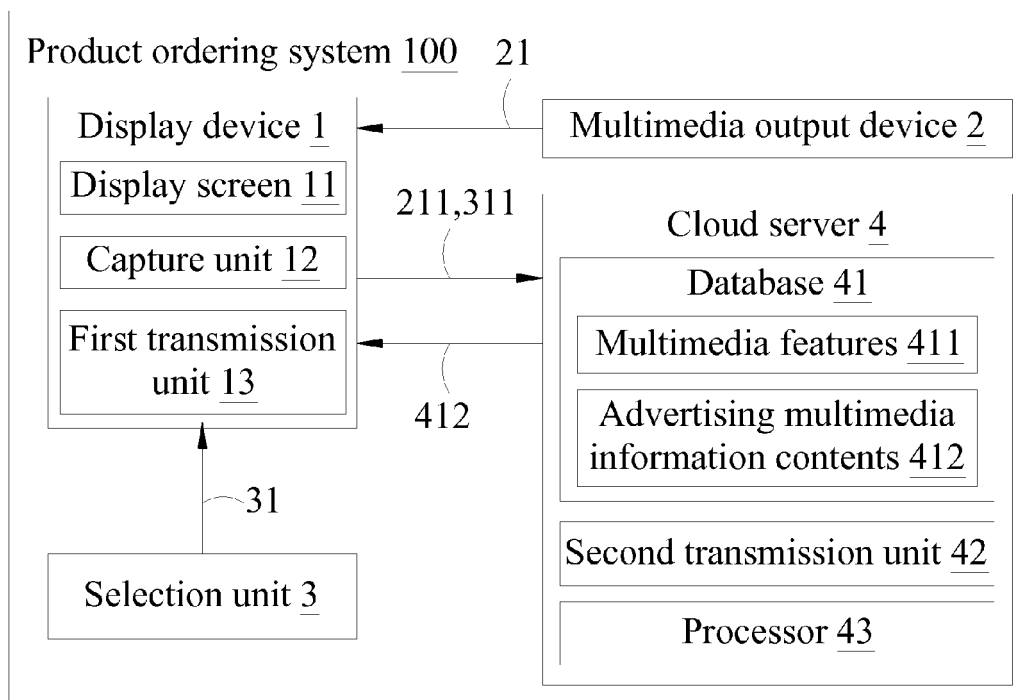 Product ordering system 100
21
Display device 1
Multimedia output device 2
Display screen 11
211,311
Cloud server 4
Capture unit 12
Database 41
First transmission
unit 13
Multimedia features 411
412
Advertising multimedia
information contents 412
31
Second transmission unit 42
Selection unit 3
Processor 43